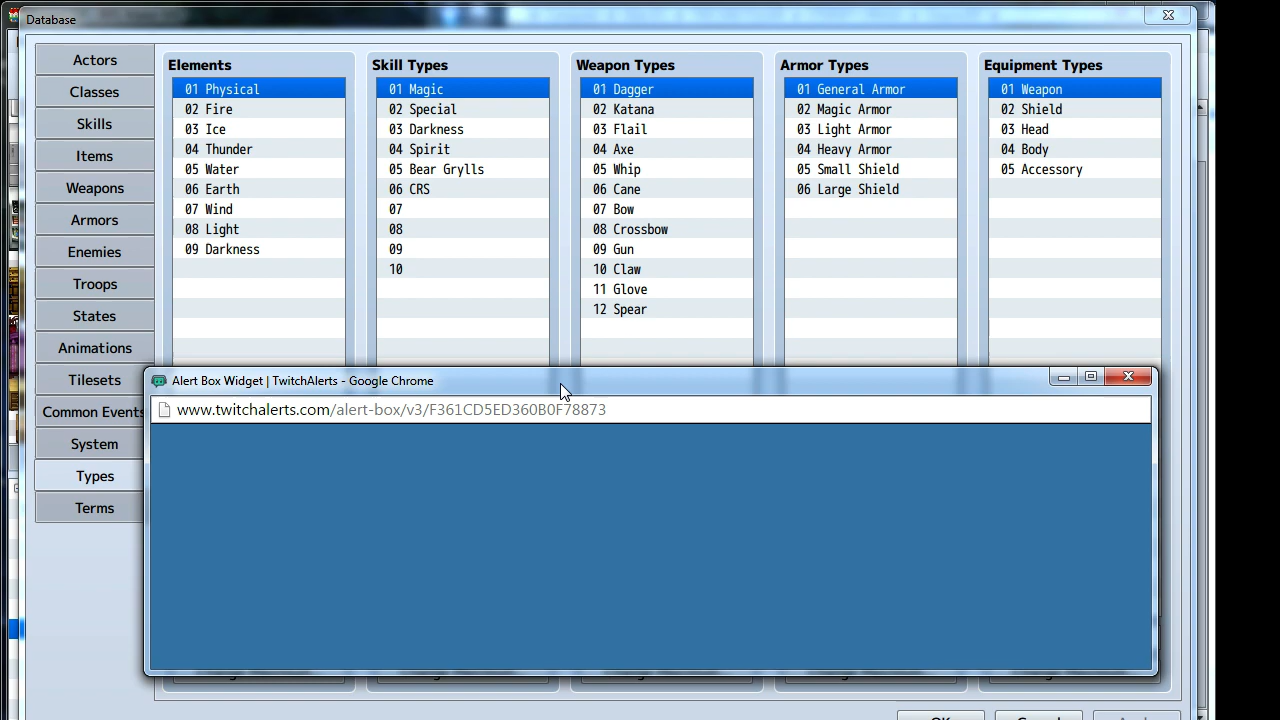 Database
Actors
Classes
Skills
Items
Weapons
Armors
Enemies
Troops
States
Animations
Tilesets
Common Events
System
Types
Terms
Elements
01 Physical
02 Fire
03 Ice
04 Thunder
05 Water
06 Earth
07 Wind
08 Light
09 Darkness
Skill Types
01 Magic
02 Special
03 Darkness
04 Spirit
05 Bear Grylls
06 CRS
07
08
09
10
Weapon Types
01 Dagger
02 Katana
03 Flail
04 Axe
05 Whip
06 Cane
07 Bow
08 Crossbow
09 Gun
10 Claw
11 Glove
12 Spear
Armor Types
01 General Armor
02 Magic Armor
03 Light Armor
04 Heavy Armor
05 Small Shield
06 Large Shield
Equipment Types
01 Weapon
02 Shield
03 Head
04 Body
05 Accessory
Alert Box Widget | TwitchAlerts - Google Chrome
www.twitchalerts.com/alert-box/v3/F361CD5ED360B0F78873